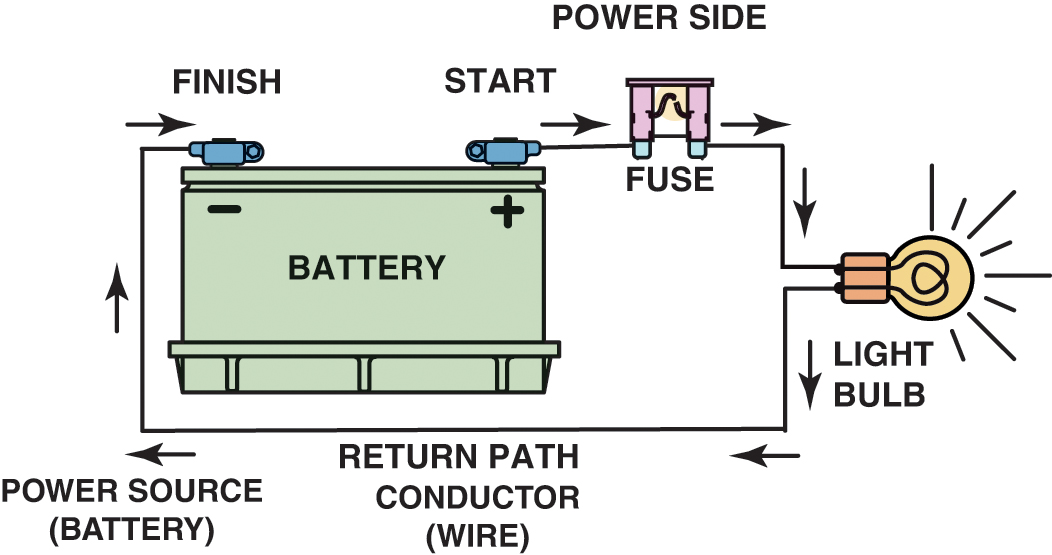 POWER SIDE
FINISH
START
FUSE
−
+
BATTERY
LIGHT
BULB
RETURN PATH
CONDUCTOR
(WIRE)
POWER SOURCE
(BATTERY)